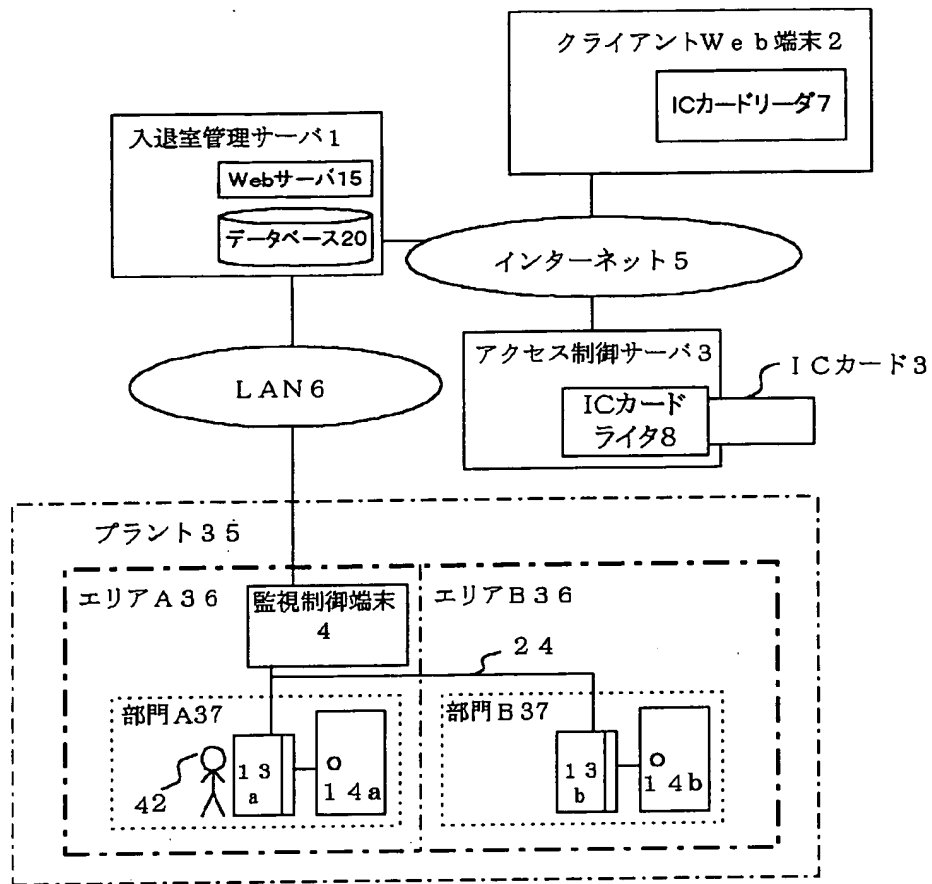 クライアントWeb端末2
ICカードリーダ7
入退室管理サーバ1
Webサーバ15
データベース20
インターネット5
アクセス制御サーバ3
ICカード3
ICカード
ライタ8
LAN6
プラント35
エリアA36
監視制御端末
4
エリアB36
24
部門A37
部門B37
13
a
14a
42
13
b
14b